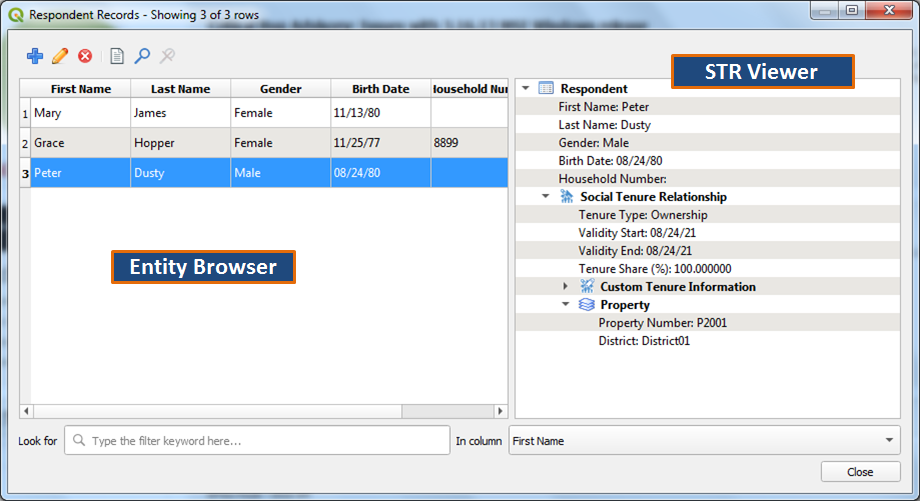 Respondent Records - Showing 3 of 3 rows
STR Viewer
First Name Last Name Gender Birth Date Household Nur
1 Mary James Female 11/13/80
2 Grace Hopper Female 11/25/77 8899
3 Peter Dusty Male 08/24/80
Entity Browser
Respondent
First Name: Peter
Last Name: Dusty
Gender: Male
Birth Date: 08/24/80
Household Number:
Social Tenure Relationship
Tenure Type: Ownership
Validity Start: 08/24/21
Validity End: 08/24/21
Tenure Share (%): 100.000000
Custom Tenure Information
Property
Property Number: P2001
District: District01
Look for Type the filter keyword here... In column First Name
Close